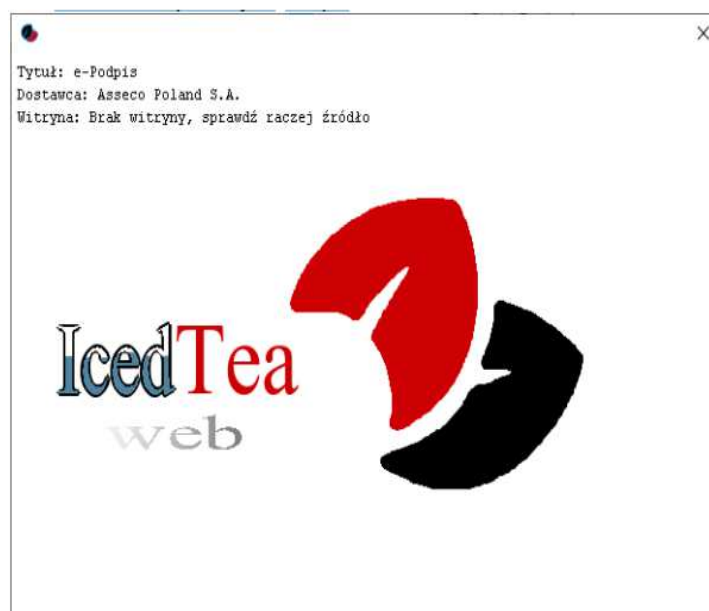 Tytuł: e-Podpis
Dostawca: Asseco Poland S.A.
Witryna: Brak witryny, sprawdź raczej źródło
IcedTea
web